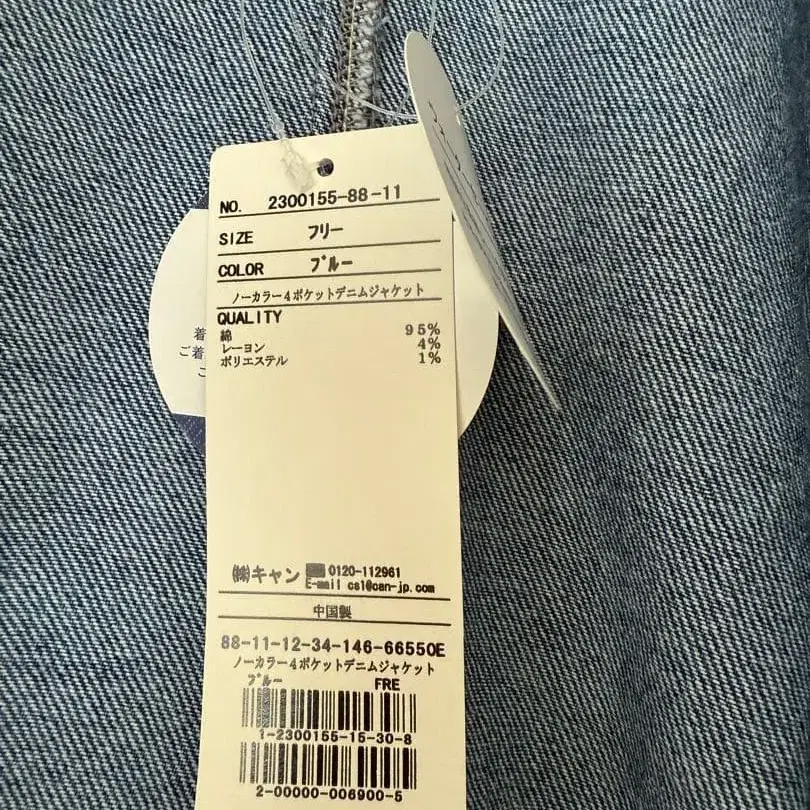 NO. 2300155-88-11
SIZE フリー
COLOR ブルー
ノーカラー4ポケットデニムジャケット
QUALITY
綿 95%
レーヨン 4%
ポリエステル 1%
着
ご着
こ
㈱キャン 0120-112961
E-mail cs1@can-jp.com
中国製
88-11-12-34-146-66550E
ノーカラー4ポケットデニムジャケット
ブルー FRE
1-2300155-15-30-8
2-00000-006900-5